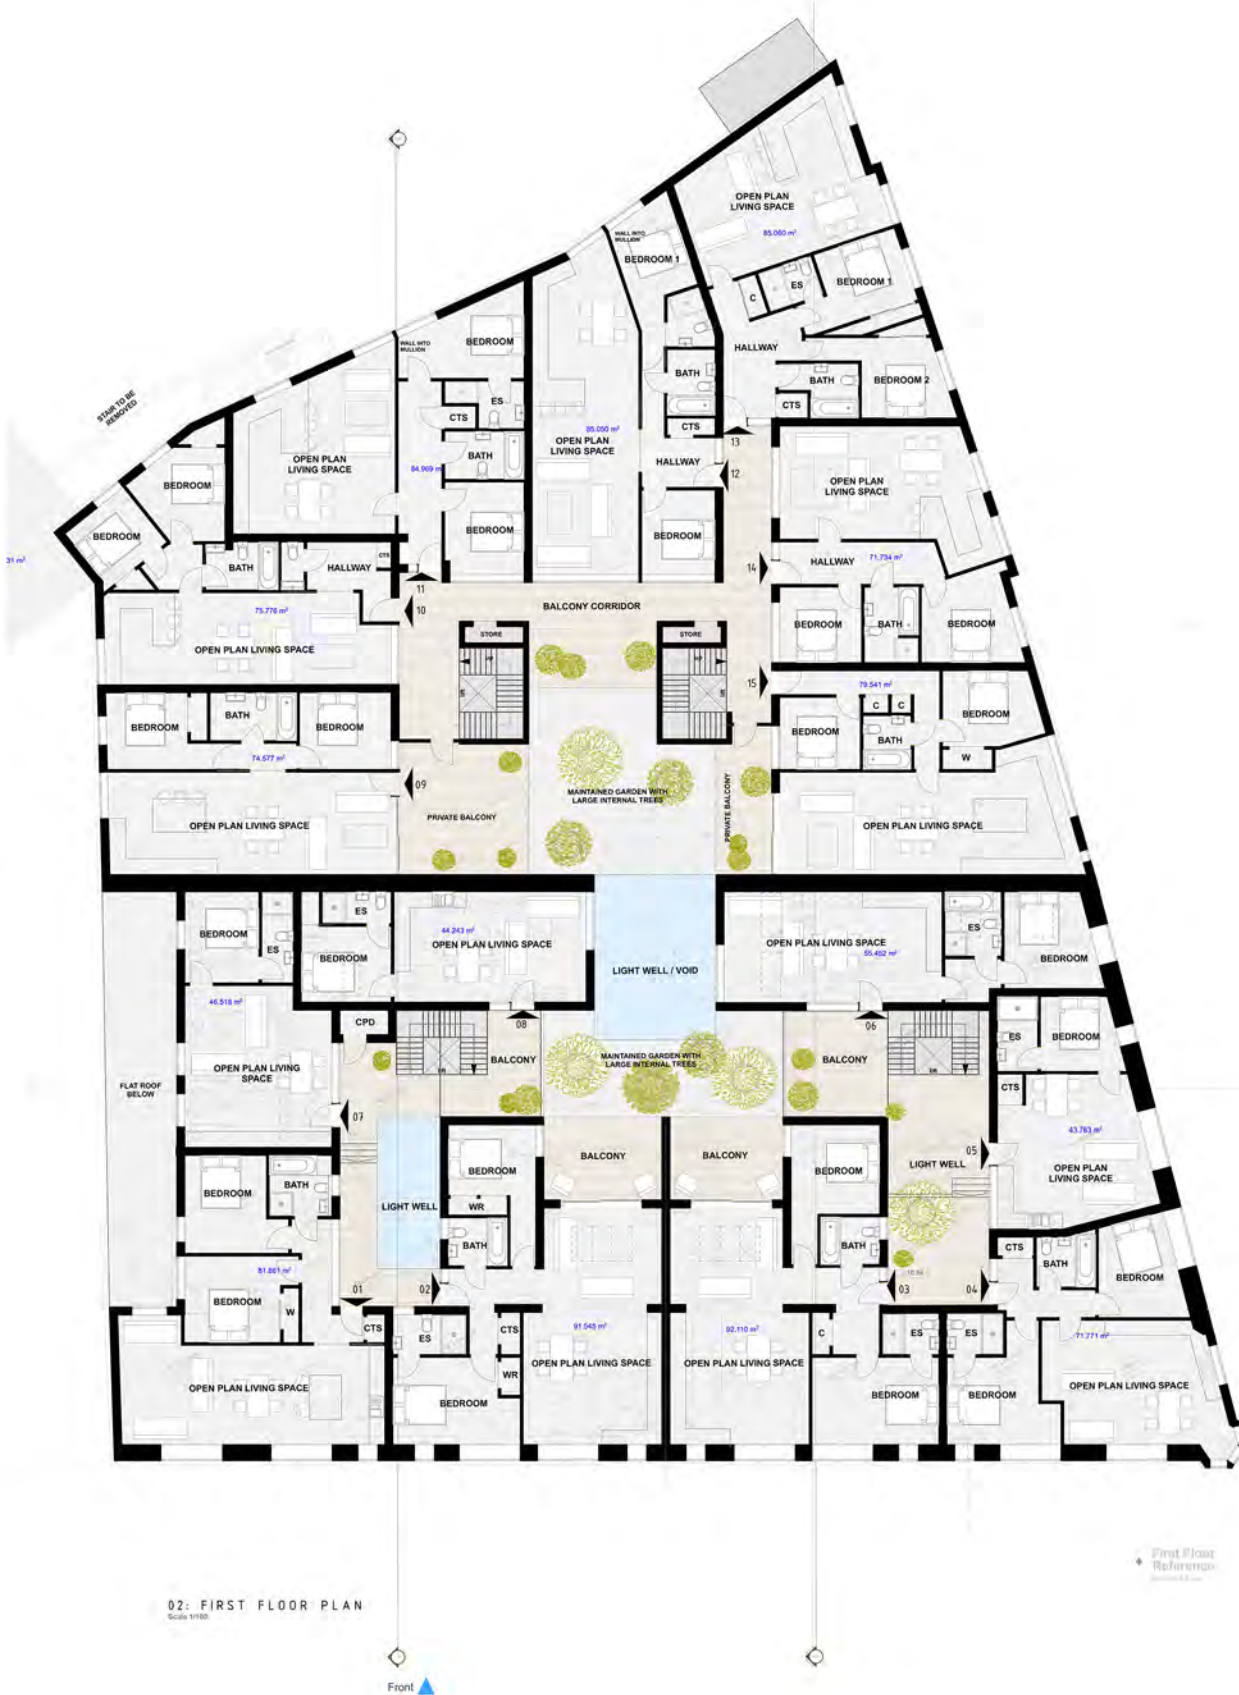 OPEN PLAN
LIVING SPACE
85.060 m²
WALL INTO
MULLION
BEDROOM 1
C
ES
BEDROOM 1
HALLWAY
WALL INTO
MULLION
BEDROOM
BATH
BEDROOM 2
BATH
CTS
STAIR TO BE
REMOVED
ES
CTS
CTS
85.050 m²
OPEN PLAN
LIVING SPACE
13
12
HALLWAY
OPEN PLAN
LIVING SPACE
84.969 m
BATH
BEDROOM
OPEN PLAN
LIVING SPACE
BEDROOM
BEDROOM
BEDROOM
31 m²
BATH
HALLWAY
CTS
11
10
14
HALLWAY
71.734 m²
75.776 m²
BALCONY CORRIDOR
BEDROOM
BATH
BEDROOM
OPEN PLAN LIVING SPACE
STORE
STORE
15
79.541 m²
BEDROOM
BATH
BEDROOM
C
C
BEDROOM
BEDROOM
BATH
W
74.577 m²
09
MAINTAINED GARDEN WITH
LARGE INTERNAL TREES
PRIVATE BALCONY
PRIVATE BALCONY
OPEN PLAN LIVING SPACE
OPEN PLAN LIVING SPACE
BEDROOM
ES
ES
BEDROOM
44.243 m²
OPEN PLAN LIVING SPACE
OPEN PLAN LIVING SPACE
55.452 m²
ES
BEDROOM
LIGHT WELL / VOID
46.518 m²
CPD
08
06
OPEN PLAN LIVING
SPACE
BALCONY
MAINTAINED GARDEN WITH
LARGE INTERNAL TREES
BALCONY
ES
BEDROOM
CTS
FLAT ROOF
BELOW
07
43.763 m²
05
BEDROOM
BALCONY
BALCONY
BEDROOM
LIGHT WELL
OPEN PLAN
LIVING SPACE
BATH
BEDROOM
LIGHT WELL
WR
BATH
BATH
CTS
BATH
BEDROOM
81.861 m²
01
02
03
04
BEDROOM
W
CTS
ES
CTS
91.545 m²
92.110 m²
C
ES
ES
71.771 m²
OPEN PLAN LIVING SPACE
WR
BEDROOM
OPEN PLAN LIVING SPACE
OPEN PLAN LIVING SPACE
BEDROOM
BEDROOM
OPEN PLAN LIVING SPACE
First Floor
Reference
02: FIRST FLOOR PLAN
Scale 1/100
Front